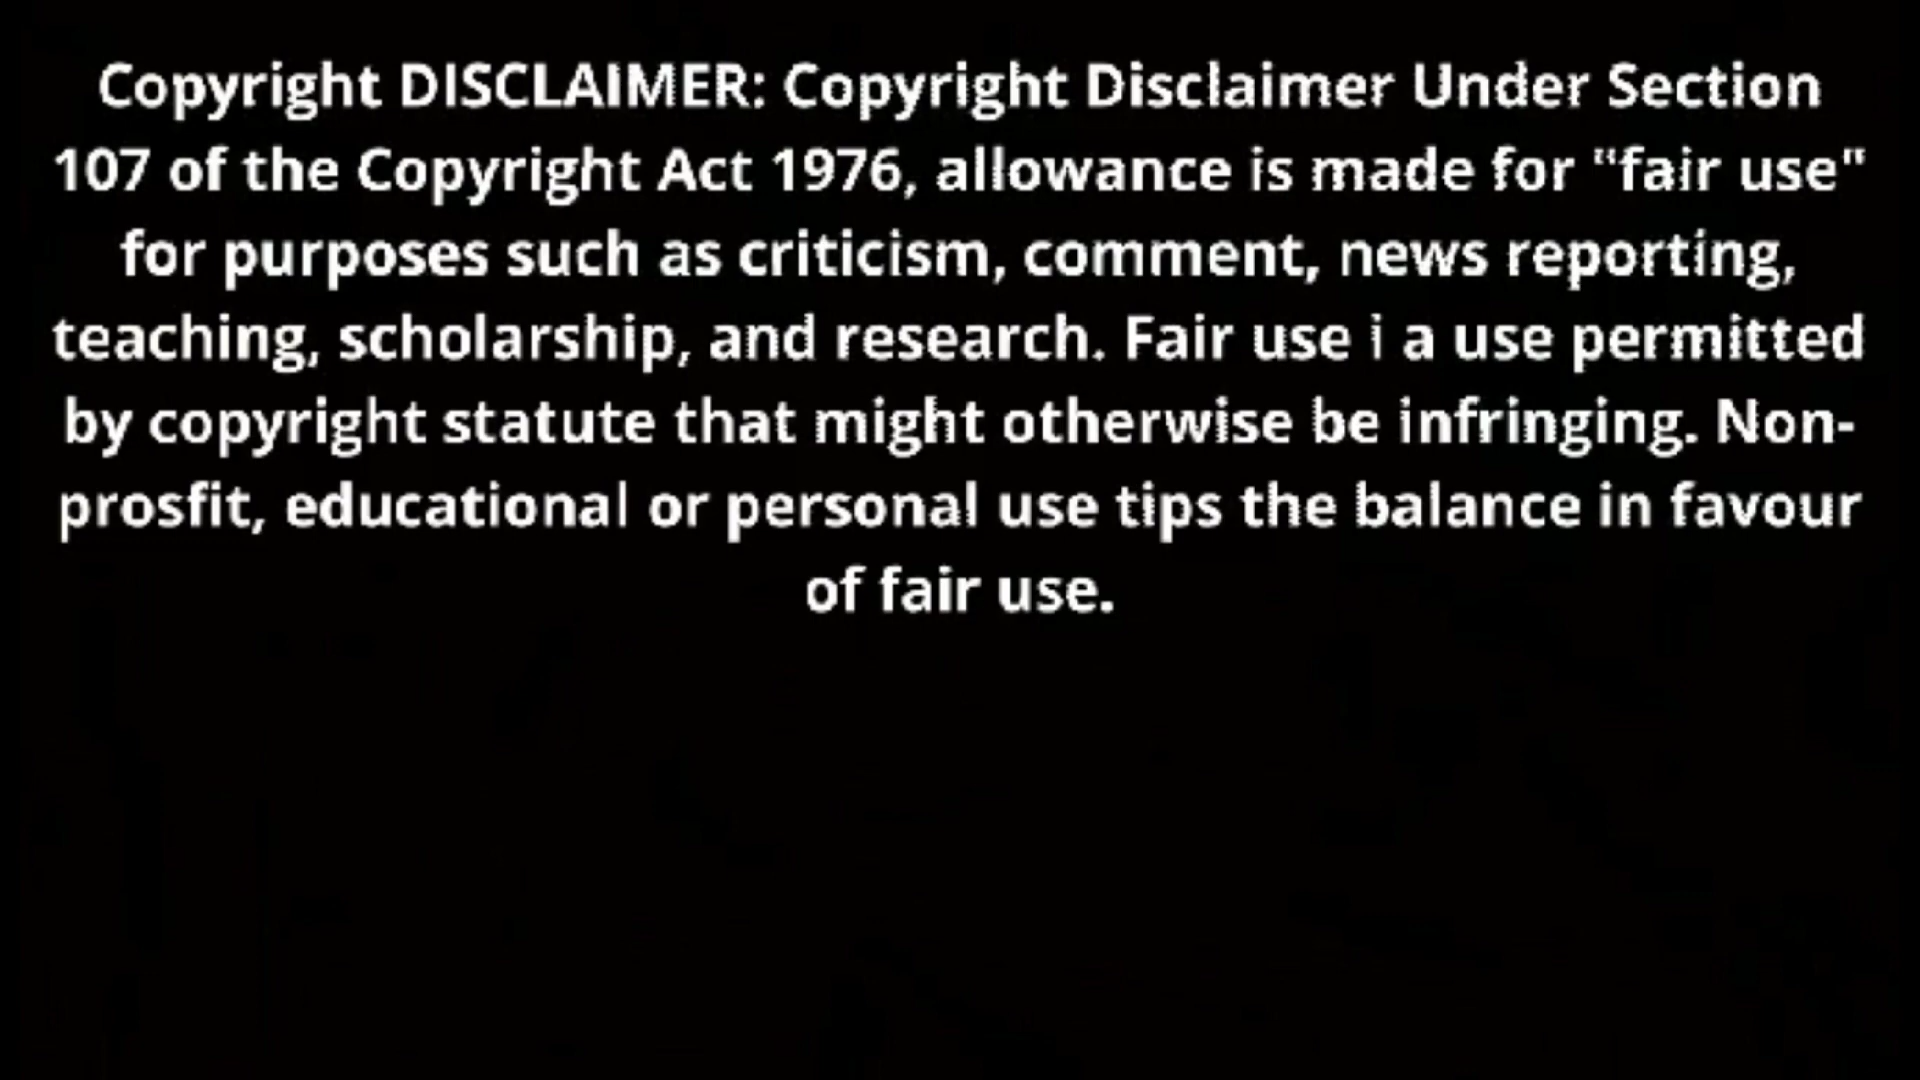 Copyright DISCLAIMER: Copyright Disclaimer Under Section
107 of the Copyright Act 1976, allowance is made for "fair use"
for purposes such as criticism, comment, news reporting,
teaching, scholarship, and research. Fair use i a use permitted
by copyright statute that might otherwise be infringing. Non-
prosfit, educational or personal use tips the balance in favour
of fair use.